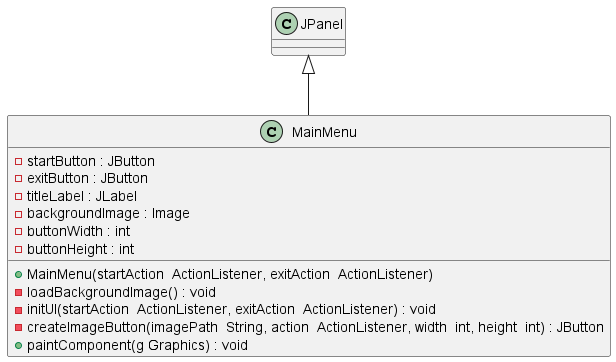 C JPanel
C MainMenu
startButton : JButton
exitButton : JButton
titleLabel : JLabel
backgroundImage : Image
buttonWidth : int
buttonHeight : int
MainMenu(startAction  ActionListener, exitAction  ActionListener)
loadBackgroundImage() : void
initUI(startAction  ActionListener, exitAction  ActionListener) : void
createImageButton(imagePath  String, action  ActionListener, width  int, height  int) : JButton
paintComponent(g Graphics) : void